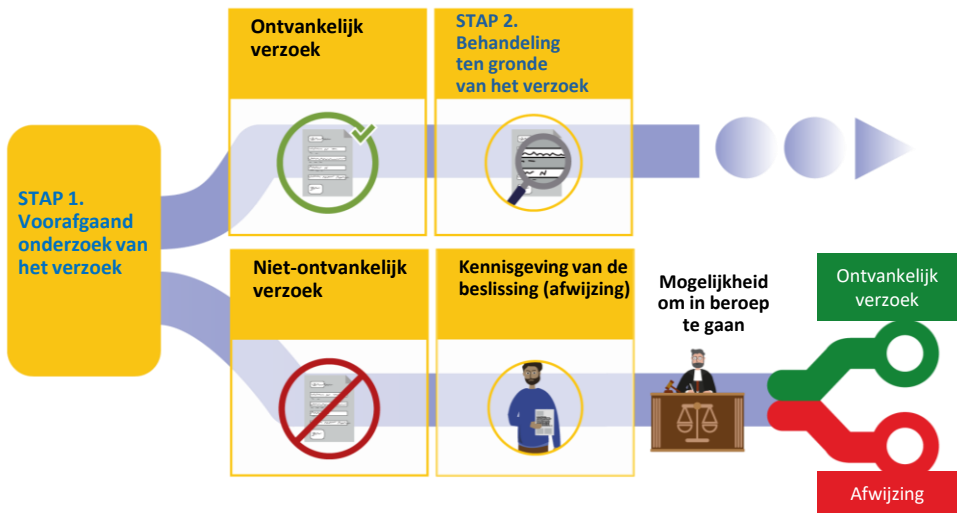 STAP 1.
Voorafgaand
onderzoek van
het verzoek
Ontvankelijk
verzoek
STAP 2.
Behandeling
ten gronde
van het verzoek
Niet-ontvankelijk
verzoek
Kennisgeving van de
beslissing (afwijzing)
Mogelijkheid
om in beroep
te gaan
Ontvankelijk
verzoek
Afwijzing